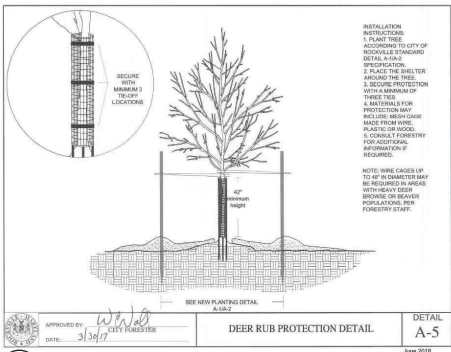 SECURE
WITH
MINIMUM 3
TIE-OFF
LOCATIONS
42"
minimum
height
SEE NEW PLANTING DETAIL
A-1/A-2
INSTALLATION
INSTRUCTIONS:
1. PLANT TREE
ACCORDING TO CITY OF
ROCKVILLE STANDARD
DETAIL A-1/A-2
SPECIFICATION.
2. PLACE THE SHELTER
AROUND THE TREE.
3. SECURE PROTECTION
WITH A MINIMUM OF
THREE TIES
4. MATERIALS FOR
PROTECTION MAY
INCLUDE: MESH CAGE
MADE FROM WIRE,
PLASTIC OR WOOD.
5. CONSULT FORESTRY
FOR ADDITIONAL
INFORMATION IF
REQUIRED.
NOTE: WIRE CAGES UP
TO 48" IN DIAMETER MAY
BE REQUIRED IN AREAS
WITH HEAVY DEER
BROWSE OR BEAVER
POPULATIONS, PER
FORESTRY STAFF.
ROCKVILLE MARYLAND
APPROVED BY:
CITY FORESTER
DATE: 3/30/17
DEER RUB PROTECTION DETAIL
DETAIL
A-5
June 2018